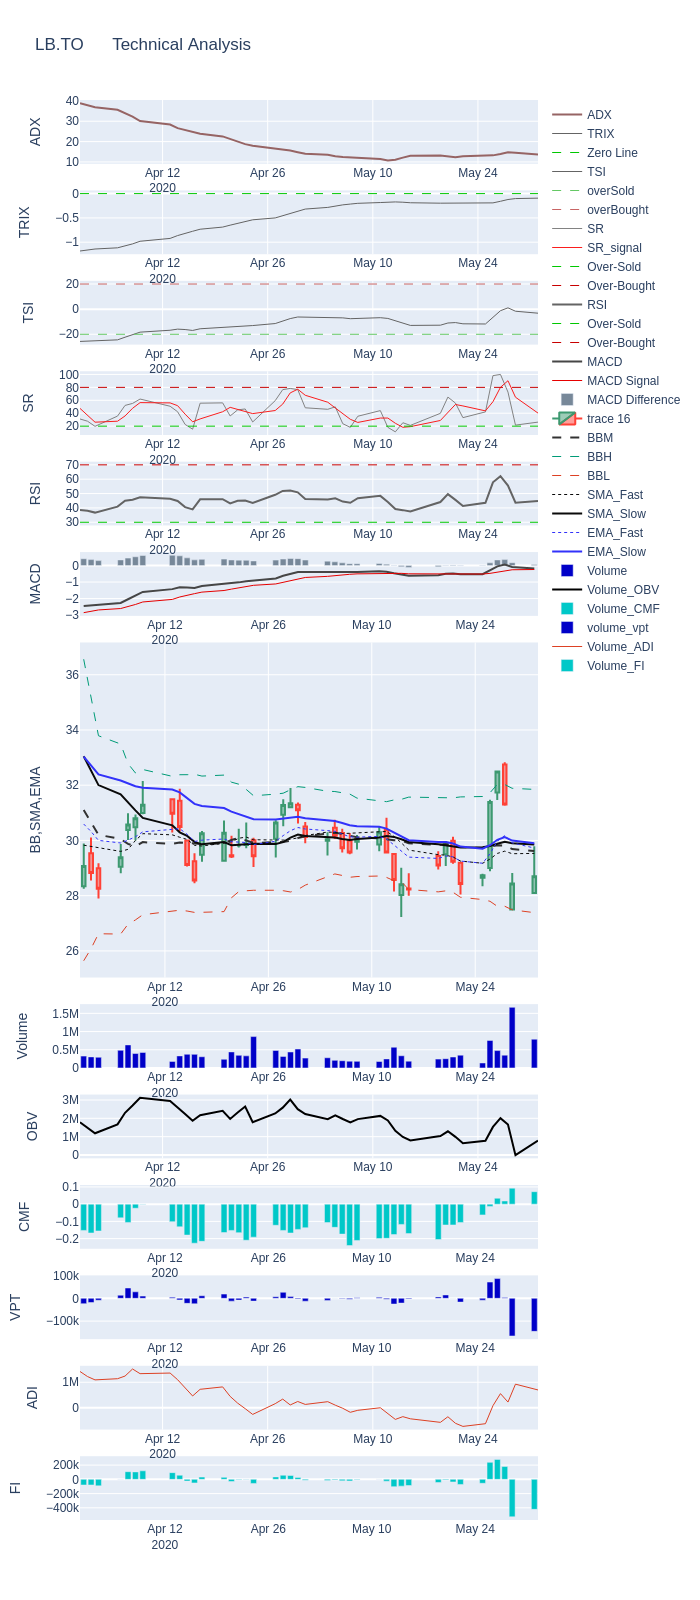 LB.TO Technical Analysis
ADX
40
30
20
10
Apr 12
2020
Apr 26
May 10
May 24
TRIX
0
−0.5
−1
Apr 12
2020
Apr 26
May 10
May 24
TSI
20
0
−20
Apr 12
2020
Apr 26
May 10
May 24
SR
100
80
60
40
20
Apr 12
2020
Apr 26
May 10
May 24
RSI
70
60
50
40
30
Apr 12
2020
Apr 26
May 10
May 24
MACD
0
−1
−2
−3
Apr 12
2020
Apr 26
May 10
May 24
BB,SMA,EMA
36
34
32
30
28
26
Apr 12
2020
Apr 26
May 10
May 24
Volume
1.5M
1M
0.5M
0
Apr 12
2020
Apr 26
May 10
May 24
OBV
3M
2M
1M
0
Apr 12
2020
Apr 26
May 10
May 24
CMF
0.1
0
−0.1
−0.2
Apr 12
2020
Apr 26
May 10
May 24
VPT
100k
0
−100k
Apr 12
2020
Apr 26
May 10
May 24
ADI
1M
0
Apr 12
2020
Apr 26
May 10
May 24
FI
200k
0
−200k
−400k
Apr 12
2020
Apr 26
May 10
May 24
ADX
TRIX
Zero Line
TSI
overSold
overBought
SR
SR_signal
Over-Sold
Over-Bought
RSI
Over-Sold
Over-Bought
MACD
MACD Signal
MACD Difference
trace 16
BBM
BBH
BBL
SMA_Fast
SMA_Slow
EMA_Fast
EMA_Slow
Volume
Volume_OBV
Volume_CMF
volume_vpt
Volume_ADI
Volume_FI